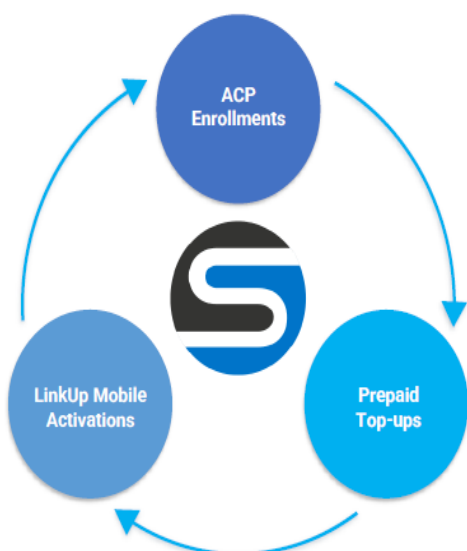 ACP
Enrollments
LinkUp Mobile
Activations
Prepaid
Top-ups